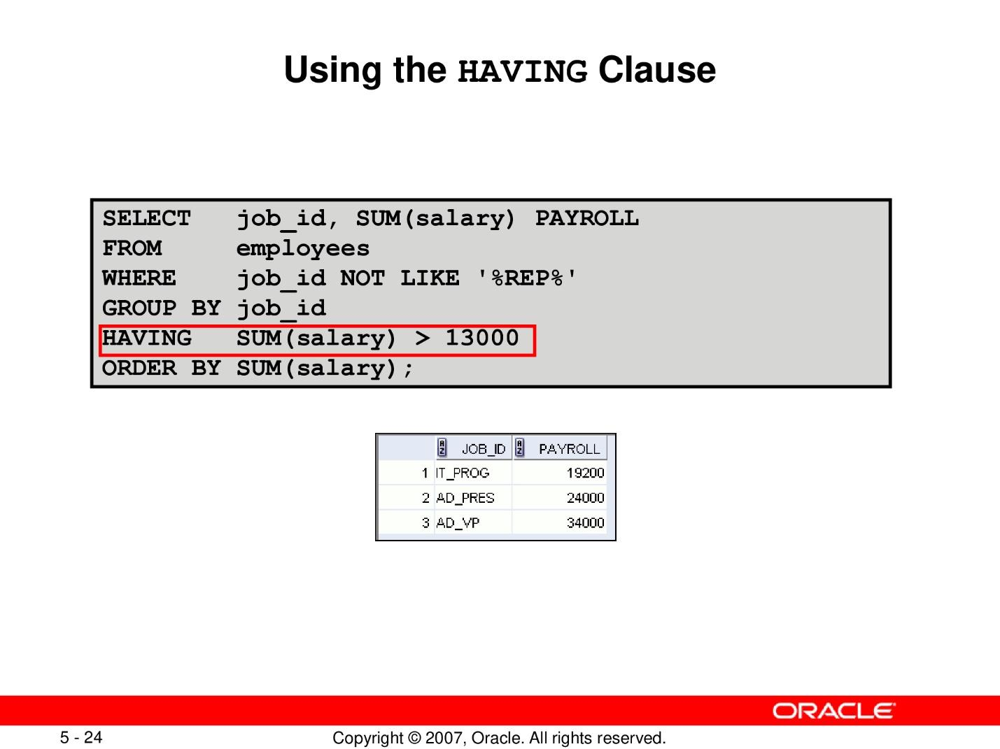 Using the HAVING Clause
SELECT job_id, SUM(salary) PAYROLL
FROM employees
WHERE job_id NOT LIKE '%REP%'
GROUP BY job_id
HAVING SUM(salary) > 13000
ORDER BY SUM(salary);
JOB_ID PAYROLL
1 IT_PROG 19200
2 AD_PRES 24000
3 AD_VP 34000
ORACLE
5 - 24 Copyright © 2007, Oracle. All rights reserved.